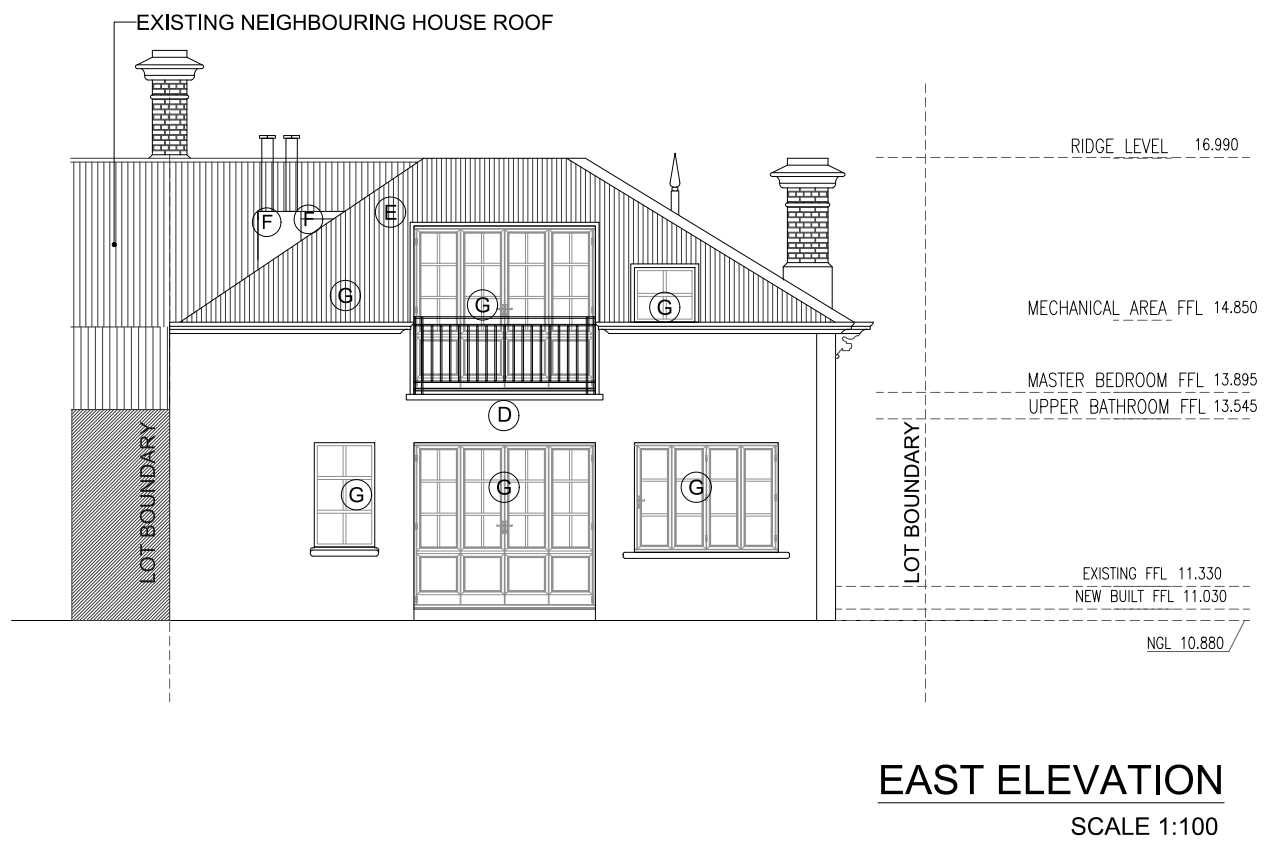 EXISTING NEIGHBOURING HOUSE ROOF
RIDGE LEVEL 16.990
F F E
G G G
MECHANICAL AREA FFL 14.850
MASTER BEDROOM FFL 13.895
UPPER BATHROOM FFL 13.545
D
LOT BOUNDARY
G G G
LOT BOUNDARY
EXISTING FFL 11.330
NEW BUILT FFL 11.030
NGL 10.880
EAST ELEVATION
SCALE 1:100